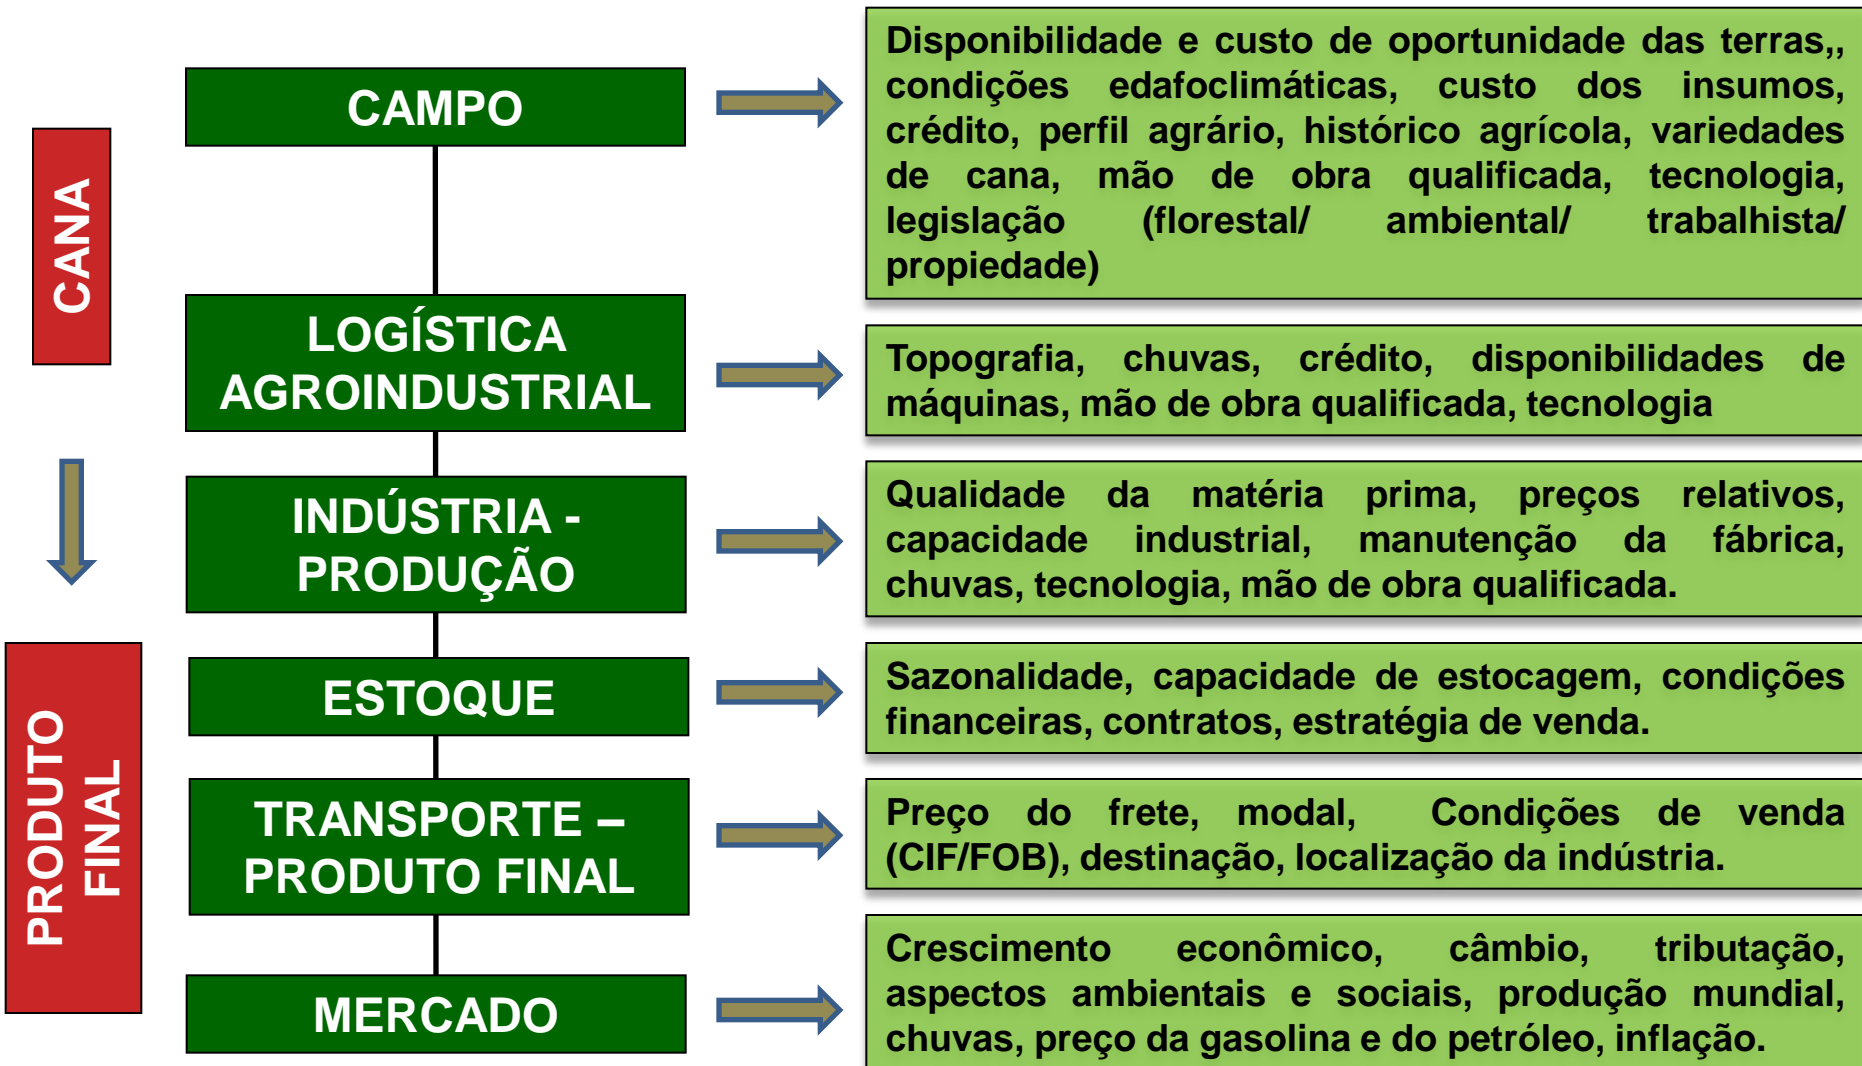 CANA
PRODUTO
FINAL
CAMPO
Disponibilidade e custo de oportunidade das terras,,
condições edafoclimáticas, custo dos insumos,
crédito, perfil agrário, histórico agrícola, variedades
de cana, mão de obra qualificada, tecnologia,
legislação (florestal/ ambiental/ trabalhista/
propiedade)
LOGÍSTICA
AGROINDUSTRIAL
Topografia, chuvas, crédito, disponibilidades de
máquinas, mão de obra qualificada, tecnologia
INDÚSTRIA -
PRODUÇÃO
Qualidade da matéria prima, preços relativos,
capacidade industrial, manutenção da fábrica,
chuvas, tecnologia, mão de obra qualificada.
ESTOQUE
Sazonalidade, capacidade de estocagem, condições
financeiras, contratos, estratégia de venda.
TRANSPORTE –
PRODUTO FINAL
Preço do frete, modal, Condições de venda
(CIF/FOB), destinação, localização da indústria.
MERCADO
Crescimento econômico, câmbio, tributação,
aspectos ambientais e sociais, produção mundial,
chuvas, preço da gasolina e do petróleo, inflação.